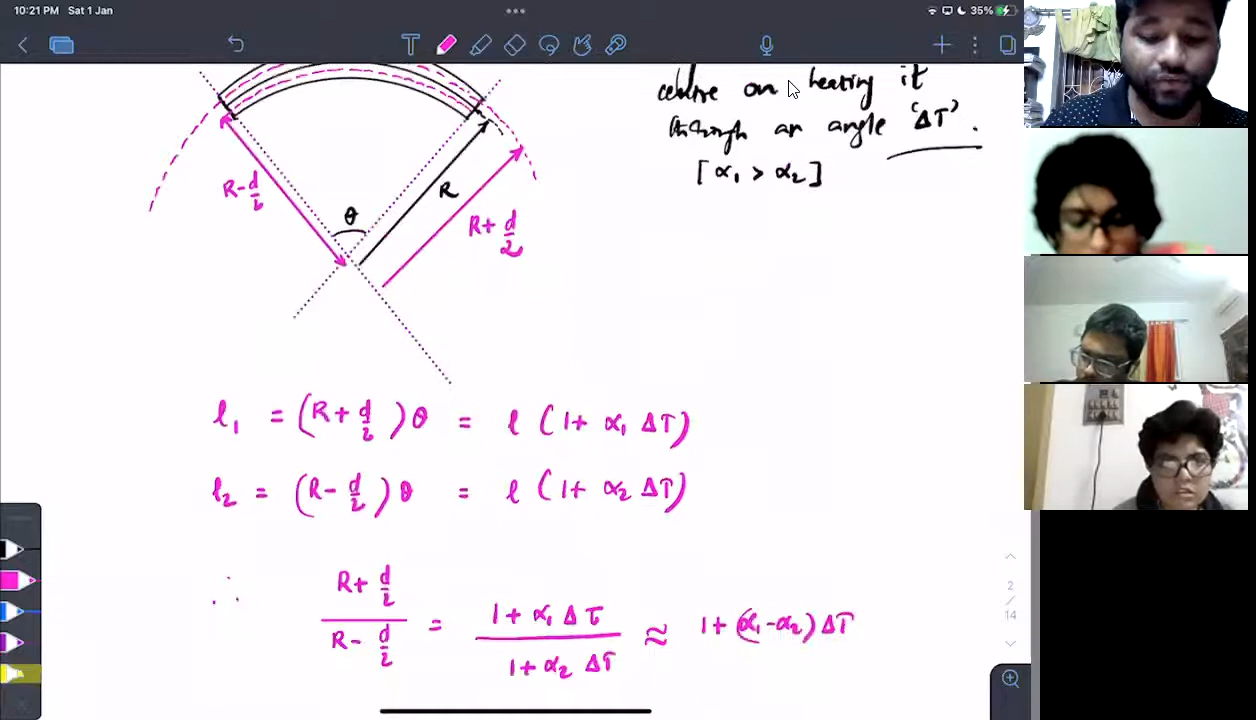 10:21 PM Sat 1 Jan
35%
T
centre on heating it
through an angle 'ΔT'.
[α₁ > α₂]
R-d/2
θ
R
R+ d/2
l₁ = (R+ d/2)θ = l (1+ α₁ ΔT)
l₂ = (R- d/2)θ = l (1+ α₂ ΔT)
∴ (R+ d/2)/(R- d/2) = (1+ α₁ ΔT)/(1+ α₂ ΔT) ≈ 1+ (α₁-α₂) ΔT
2
/
14